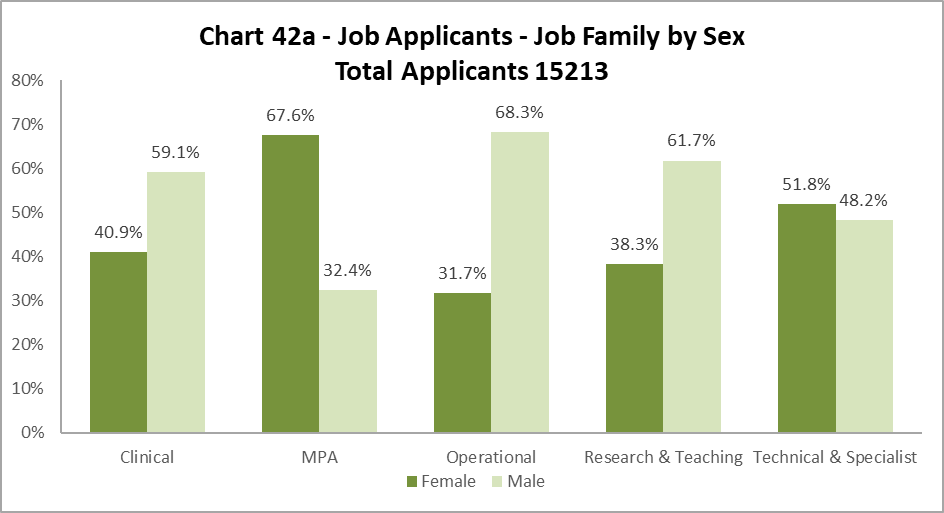 Chart 42a - Job Applicants - Job Family by Sex
Total Applicants 15213
80%
70%
60%
50%
40%
30%
20%
10%
0%
40.9%
59.1%
67.6%
32.4%
31.7%
68.3%
38.3%
61.7%
51.8%
48.2%
Clinical
MPA
Operational
Research & Teaching
Technical & Specialist
Female
Male